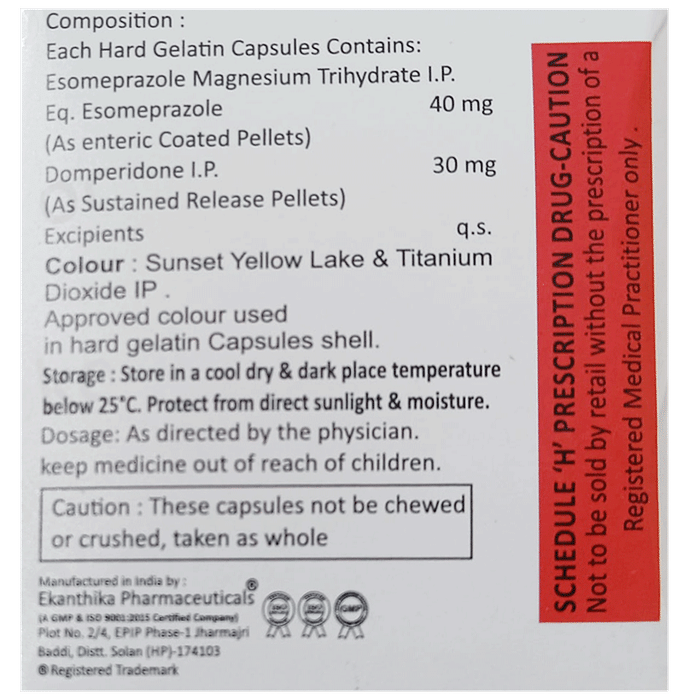 Composition :
Each Hard Gelatin Capsules Contains:
Esomeprazole Magnesium Trihydrate I.P.
Eq. Esomeprazole 40 mg
(As enteric Coated Pellets)
Domperidone I.P. 30 mg
(As Sustained Release Pellets)
Excipients q.s.
Colour : Sunset Yellow Lake & Titanium
Dioxide IP .
Approved colour used
in hard gelatin Capsules shell.
Storage : Store in a cool dry & dark place temperature
below 25°C. Protect from direct sunlight & moisture.
Dosage: As directed by the physician.
keep medicine out of reach of children.
Caution : These capsules not be chewed
or crushed, taken as whole
Manufactured in India by :
Ekanthika Pharmaceuticals®
(A GMP & ISO 9001:2015 Certified Company)
Plot No. 2/4, EPIP Phase-1 Jharmajri
Baddi, Distt. Solan (HP)-174103
® Registered Trademark
ISO
ISO
GMP
SCHEDULE 'H' PRESCRIPTION DRUG-CAUTION
Not to be sold by retail without the prescription of a
Registered Medical Practitioner only .